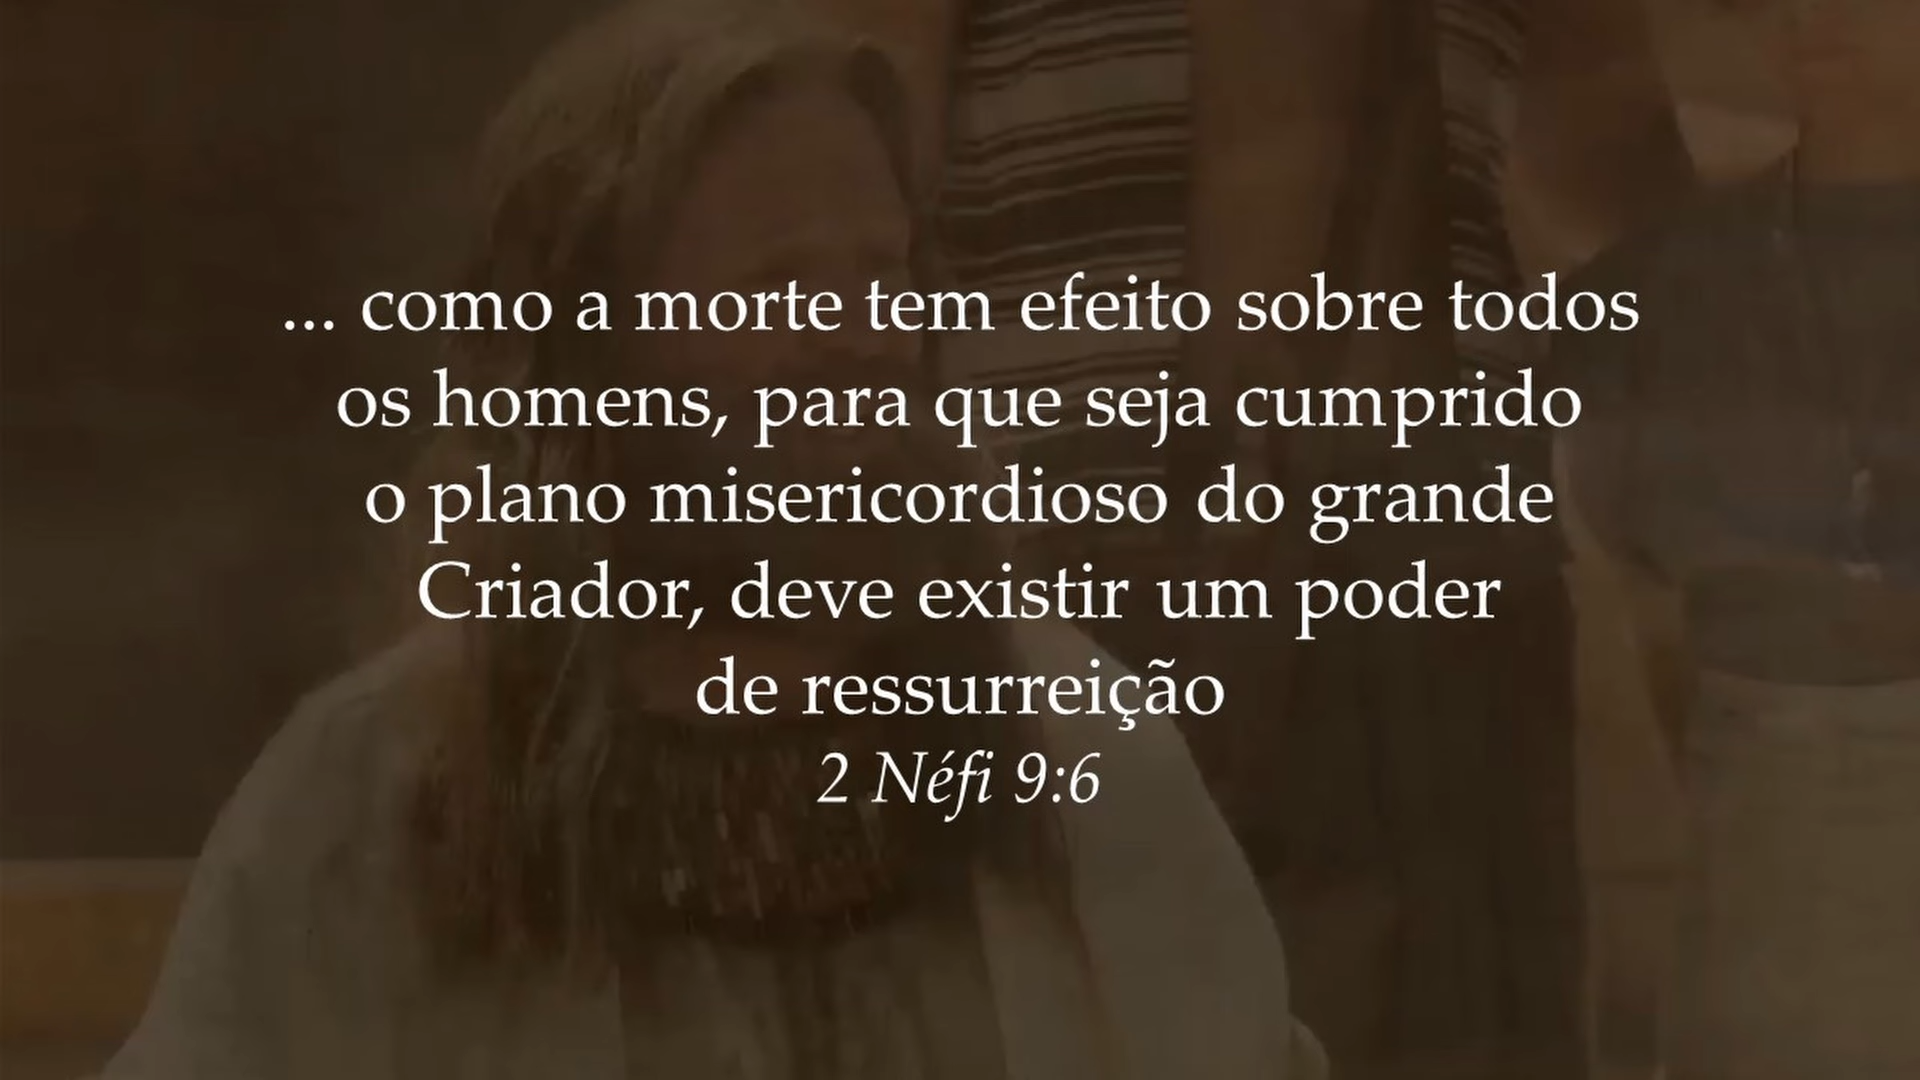 ... como a morte tem efeito sobre todos
os homens, para que seja cumprido
o plano misericordioso do grande
Criador, deve existir um poder
de ressurreição
2 Néfi 9:6